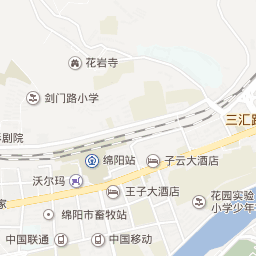 花岩寺
剑门路小学
三汇路
影剧院
绵阳站
子云大酒店
沃尔玛
王子大酒店
家
花园实验
小学少年
绵阳市畜牧站
中国联通
中国移动